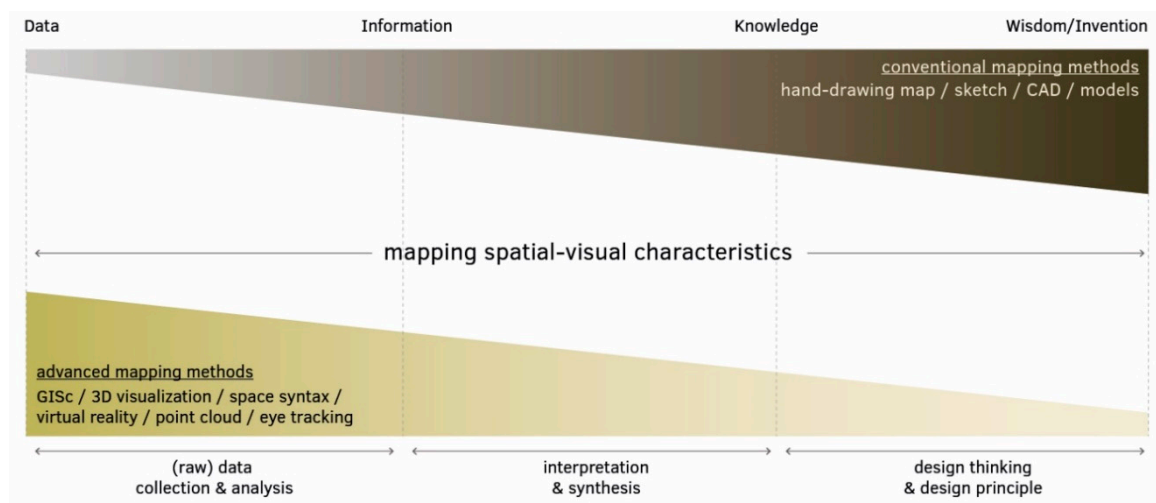 Data
Information
Knowledge
Wisdom/Invention
conventional mapping methods
hand-drawing map / sketch / CAD / models
mapping spatial-visual characteristics
advanced mapping methods
GISc / 3D visualization / space syntax /
virtual reality / point cloud / eye tracking
(raw) data
collection & analysis
interpretation
& synthesis
design thinking
& design principle